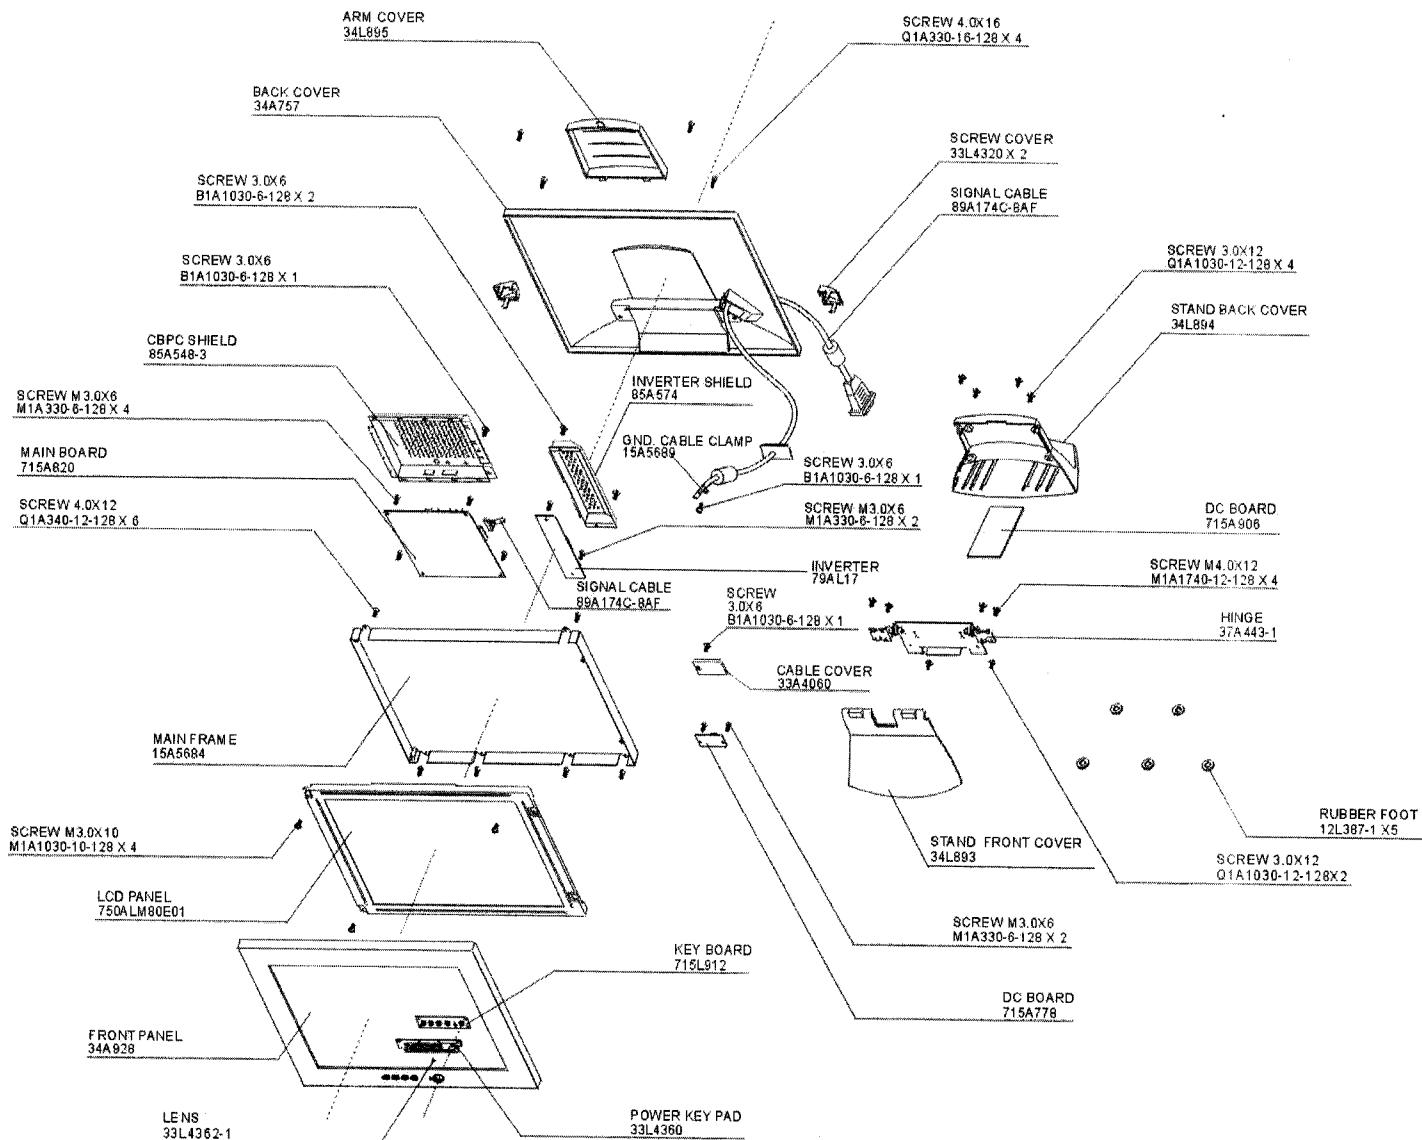 ARM COVER
34L895
SCREW 4.0X16
Q1A330-16-128 X 4
BACK COVER
34A757
SCREW COVER
33L4320 X 2
SCREW 3.0X6
B1A1030-6-128 X 2
SIGNAL CABLE
89A174C-8AF
SCREW 3.0X12
Q1A1030-12-128 X 4
SCREW 3.0X6
B1A1030-6-128 X 1
STAND BACK COVER
34L894
CBPC SHIELD
85A548-3
INVERTER SHIELD
85A574
SCREW M3.0X6
M1A330-6-128 X 4
GND. CABLE CLAMP
15A5689
MAIN BOARD
715A820
SCREW 3.0X6
B1A1030-6-128 X 1
SCREW 4.0X12
Q1A340-12-128 X 6
SCREW M3.0X6
M1A330-6-128 X 2
DC BOARD
715A906
INVERTER
79AL17
SCREW M4.0X12
M1A1740-12-128 X 4
SIGNAL CABLE
89A174C-8AF
SCREW
3.0X6
B1A1030-6-128 X 1
HINGE
37A443-1
CABLE COVER
33A4060
MAIN FRAME
15A5684
RUBBER FOOT
12L387-1 X5
SCREW M3.0X10
M1A1030-10-128 X 4
STAND FRONT COVER
34L893
SCREW 3.0X12
Q1A1030-12-128X2
LCD PANEL
750ALM80E01
SCREW M3.0X6
M1A330-6-128 X 2
KEY BOARD
715L912
DC BOARD
715A778
FRONT PANEL
34A928
LENS
33L4362-1
POWER KEY PAD
33L4360